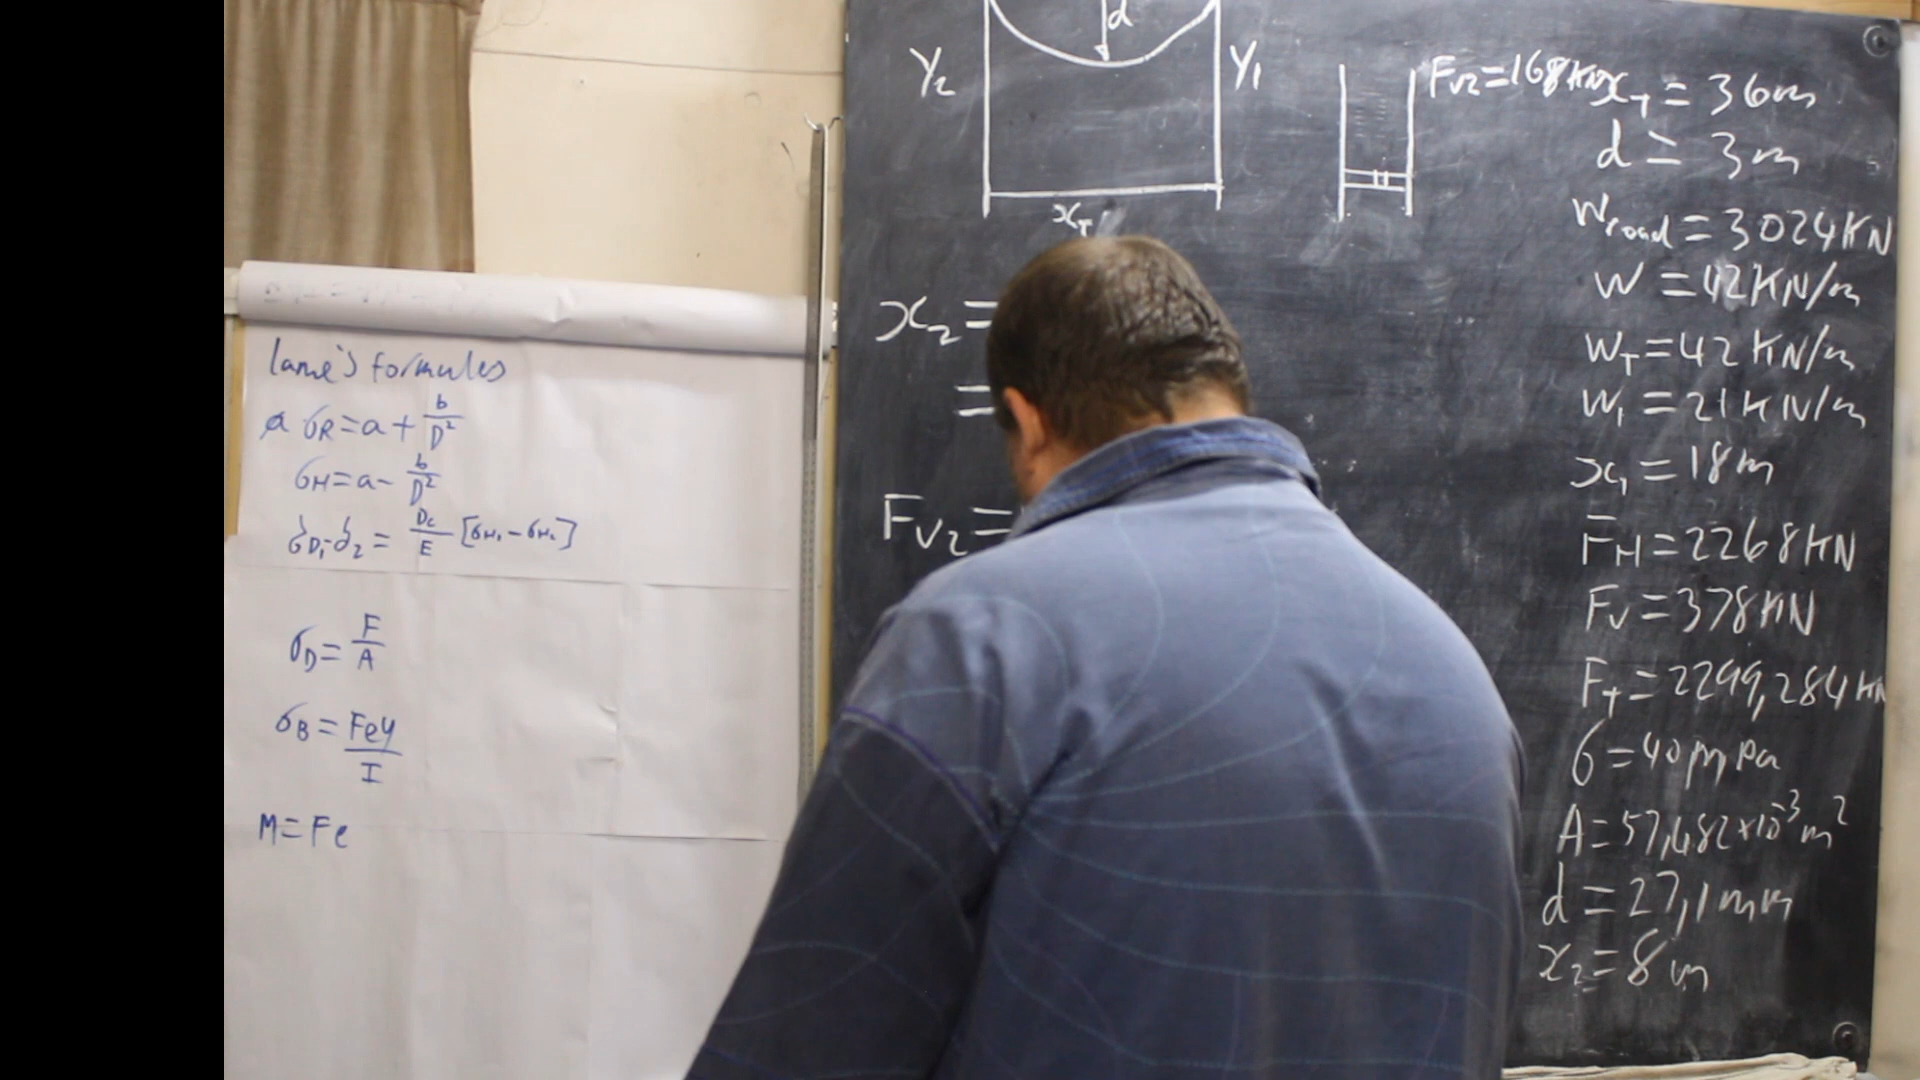 lame's formules
σR=a+b/D²
σH=a-b/D²
δD₁-δ₂=Dc/E[σH₁-σH₂]
σD=F/A
σB=Fey/I
M=Fe
d
Y₂
Y₁
xT
x₂=
=
Fv₂=
Fv₂=168KN
xT=36m
d=3m
Wroad=3024KN
W=42KN/m
WT=42KN/m
W₁=21KN/m
x₁=18m
FH=2268KN
Fv=378KN
FT=2299,284KN
σ=40MPa
A=57,482×10⁻³m²
d=27,1mm
x₂=8m